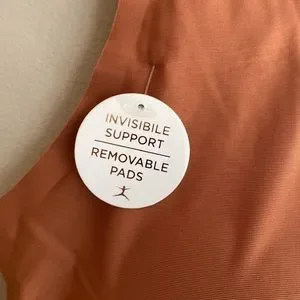 INVISIBILE
SUPPORT
REMOVABLE
PADS